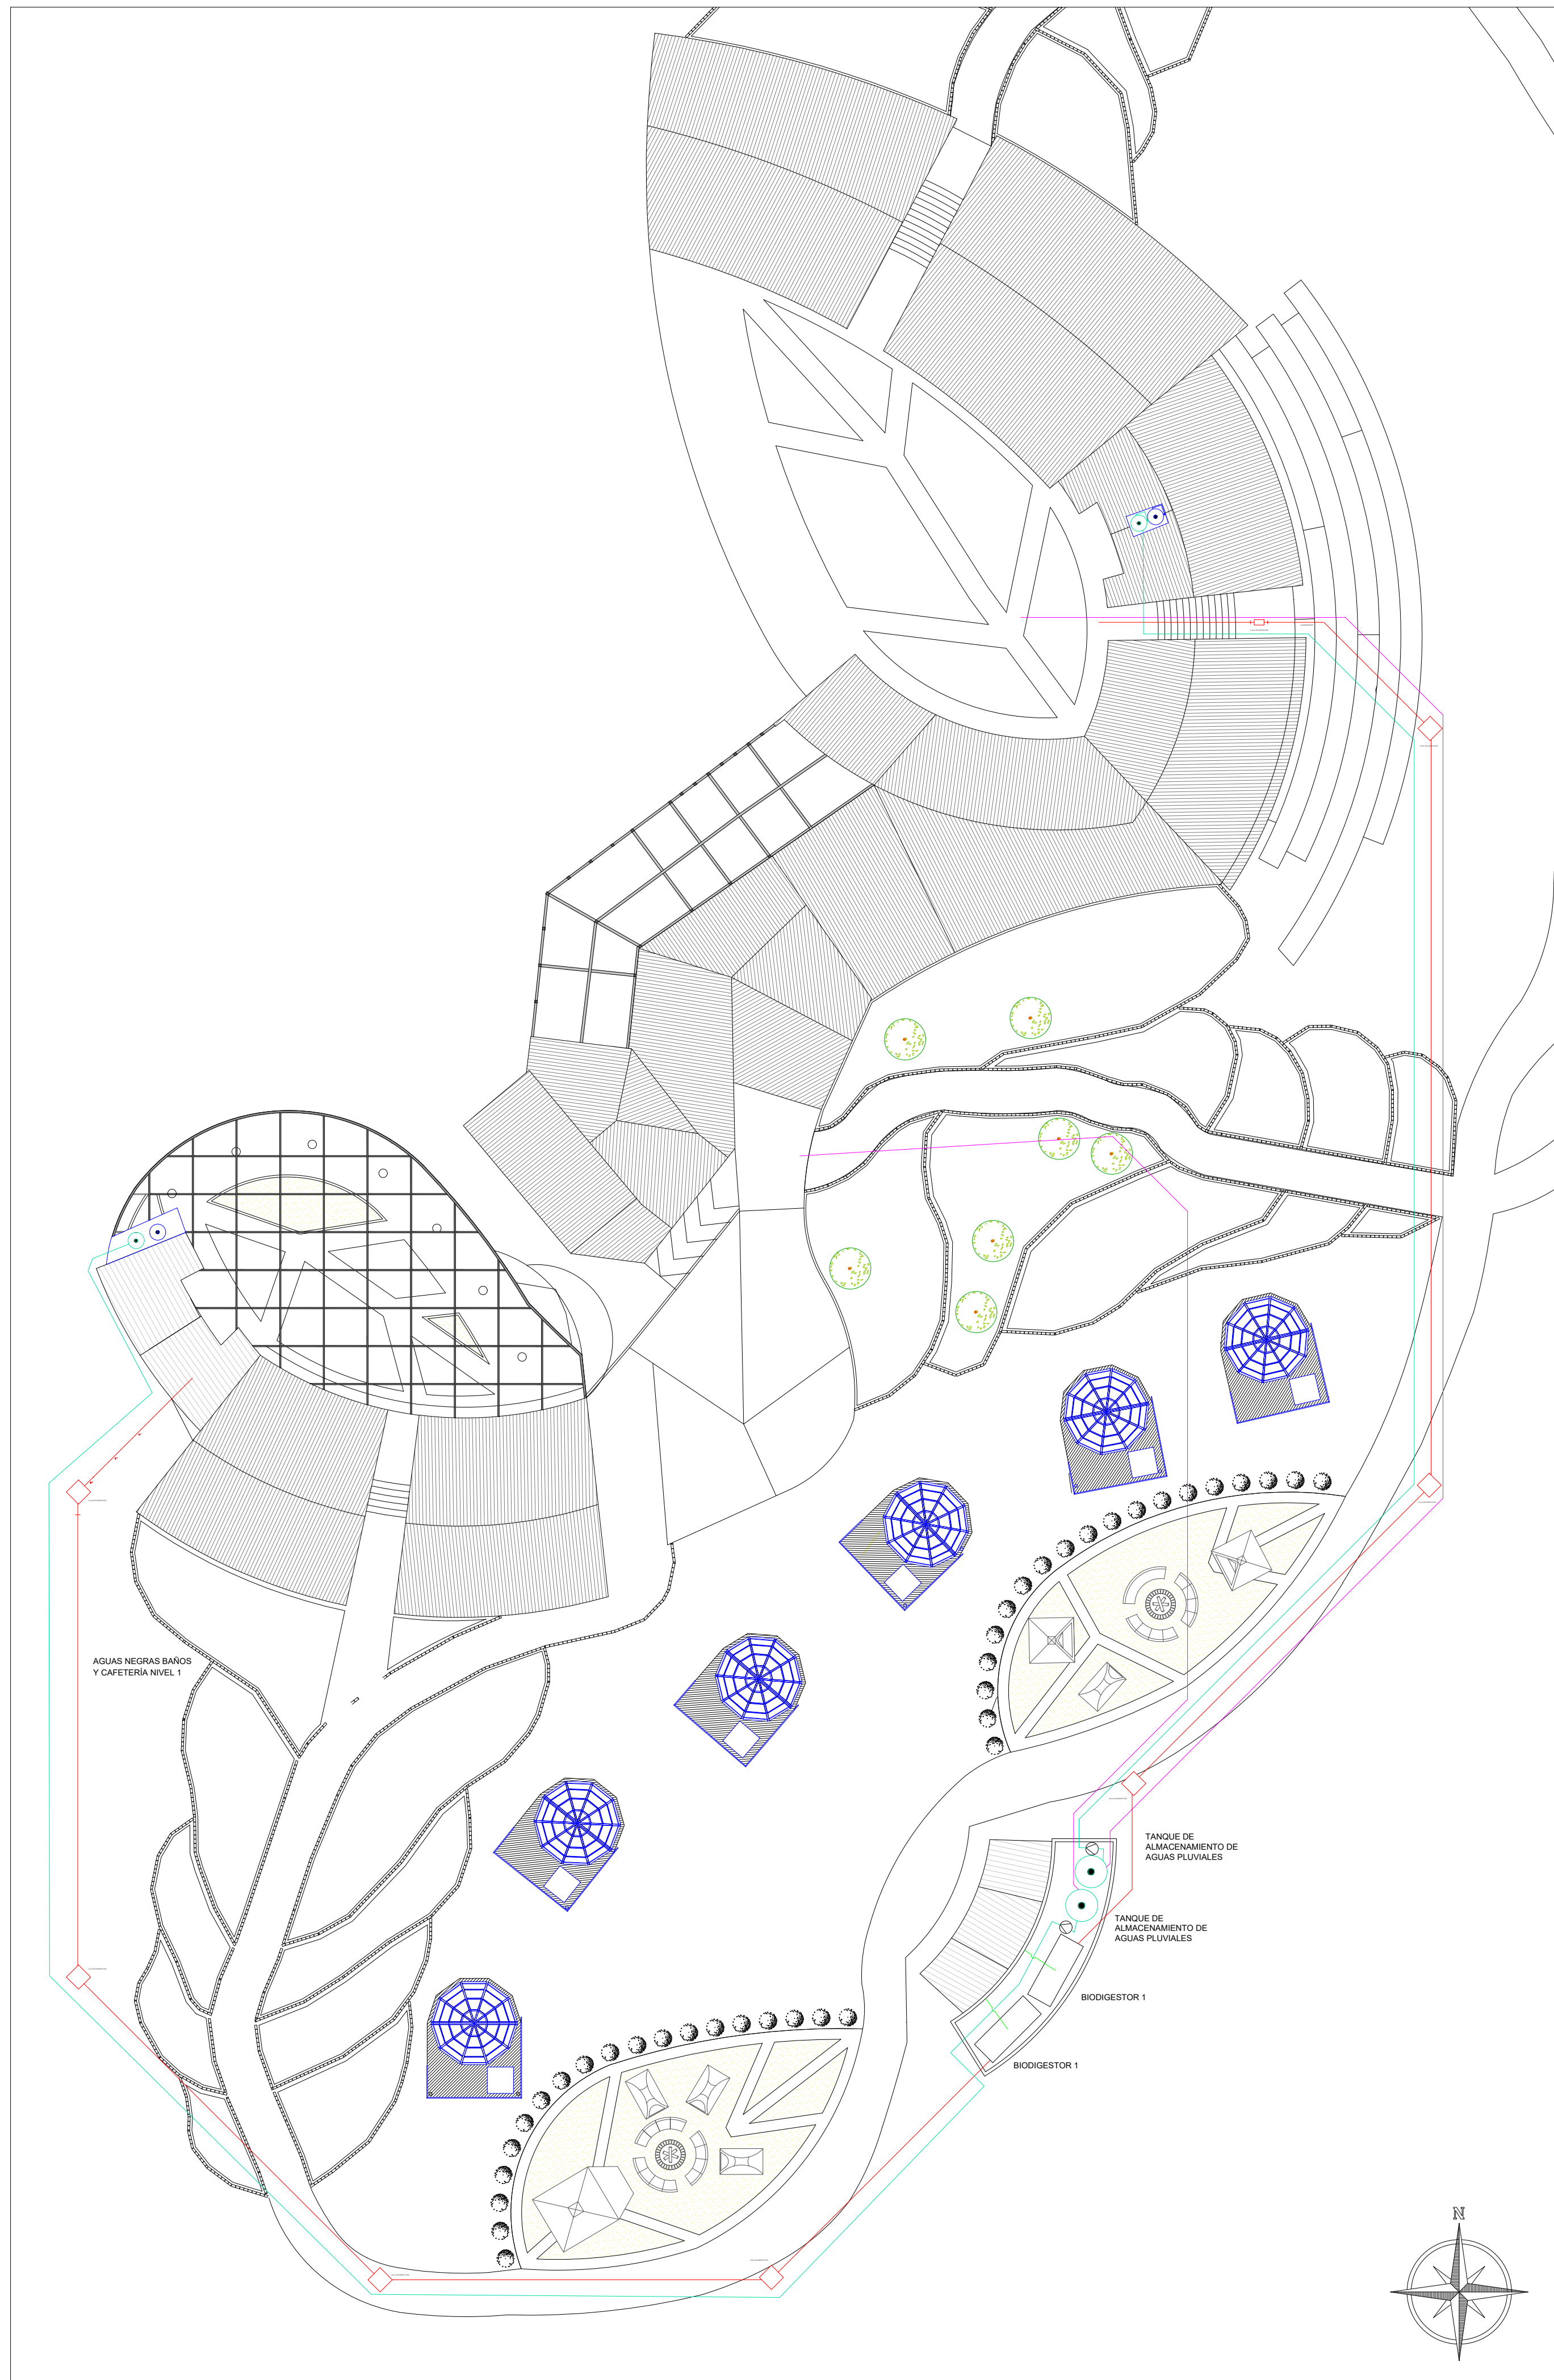 AGUAS NEGRAS BAÑOS
Y CAFETERÍA NIVEL 1
TANQUE DE
ALMACENAMIENTO DE
AGUAS PLUVIALES
TANQUE DE
ALMACENAMIENTO DE
AGUAS PLUVIALES
BIODIGESTOR 1
BIODIGESTOR 1
N